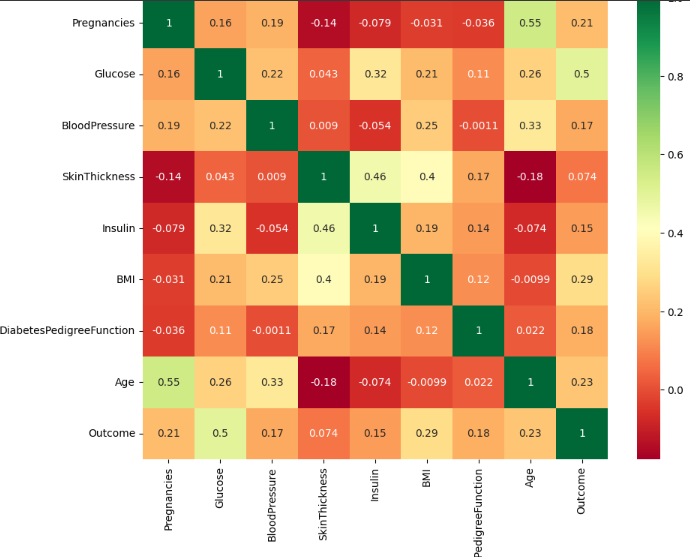 Pregnancies 1 0.16 0.19 -0.14 -0.079 -0.031 -0.036 0.55 0.21
Glucose 0.16 1 0.22 0.043 0.32 0.21 0.11 0.26 0.5
0.8
BloodPressure 0.19 0.22 1 0.009 -0.054 0.25 -0.0011 0.33 0.17
0.6
SkinThickness -0.14 0.043 0.009 1 0.46 0.4 0.17 -0.18 0.074
0.4
Insulin -0.079 0.32 -0.054 0.46 1 0.19 0.14 -0.074 0.15
BMI -0.031 0.21 0.25 0.4 0.19 1 0.12 -0.0099 0.29
0.2
DiabetesPedigreeFunction -0.036 0.11 -0.0011 0.17 0.14 0.12 1 0.022 0.18
Age 0.55 0.26 0.33 -0.18 -0.074 -0.0099 0.022 1 0.23
0.0
Outcome 0.21 0.5 0.17 0.074 0.15 0.29 0.18 0.23 1
Pregnancies
Glucose
BloodPressure
SkinThickness
Insulin
BMI
PedigreeFunction
Age
Outcome